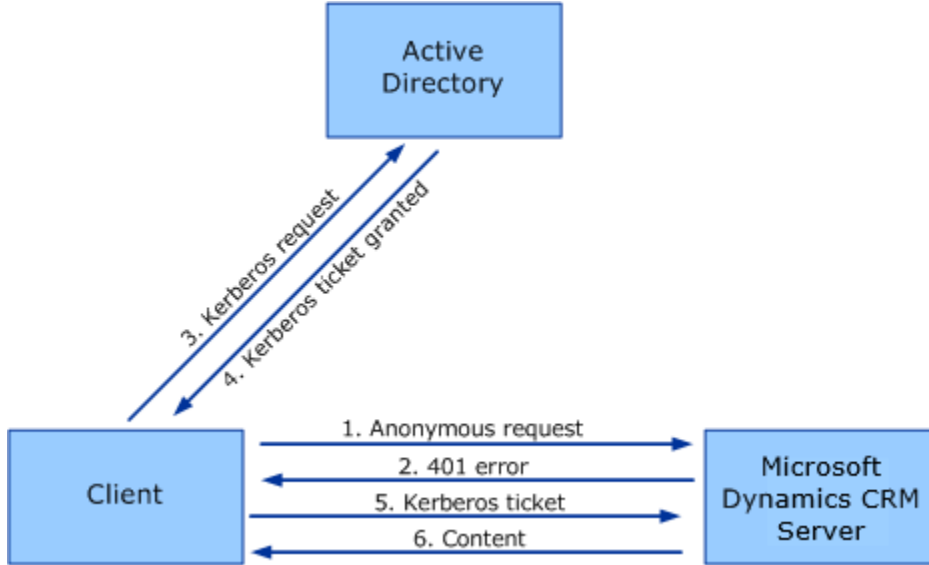 Active
Directory
3. Kerberos request
4. Kerberos ticket granted
1. Anonymous request
2. 401 error
5. Kerberos ticket
6. Content
Client
Microsoft
Dynamics CRM
Server